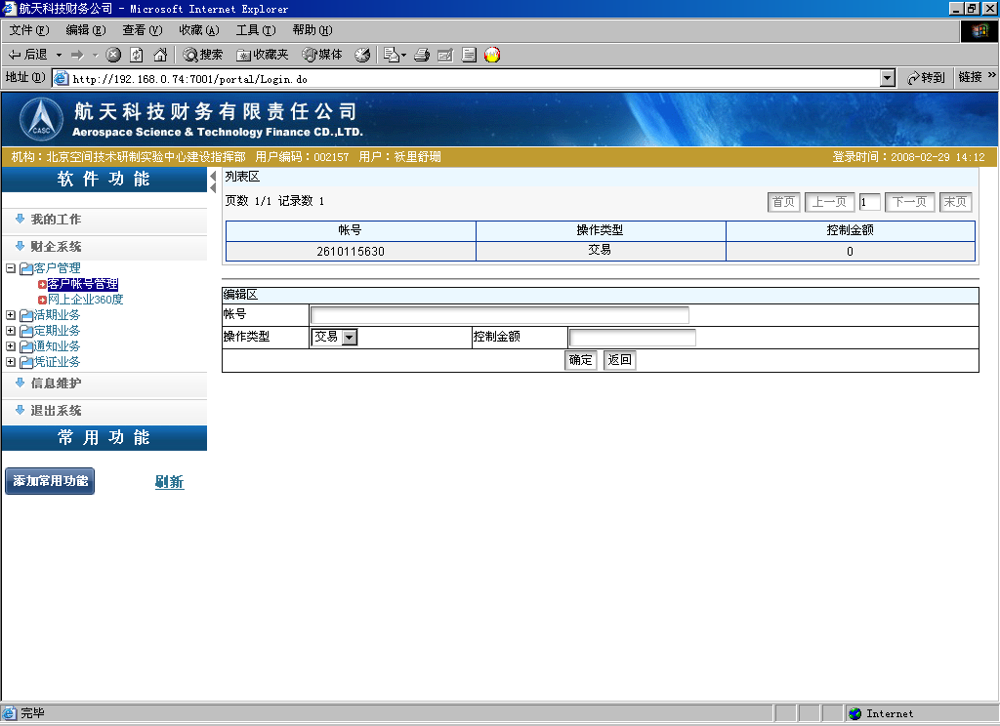 航天科技财务公司 - Microsoft Internet Explorer
文件(F) 编辑(E) 查看(V) 收藏(A) 工具(T) 帮助(H)
后退 搜索 收藏夹 媒体
地址(D) http://192.168.0.74:7001/portal/Login.do 转到 链接 »
CASC
航天科技财务有限责任公司
Aerospace Science & Technology Finance CO.,LTD.
机构：北京空间技术研制实验中心建设指挥部 用户编码：002157 用户：袄里舒珊 登录时间：2008-02-29 14:12
软件功能
我的工作
财企系统
客户管理
客户帐号管理
网上企业360度
活期业务
定期业务
通知业务
凭证业务
信息维护
退出系统
常用功能
添加常用功能 刷新
列表区
页数 1/1 记录数 1 首页 上一页 1 下一页 末页
帐号 操作类型 控制金额
2610115630 交易 0
编辑区
帐号
操作类型 交易 控制金额
确定 返回
完毕 Internet